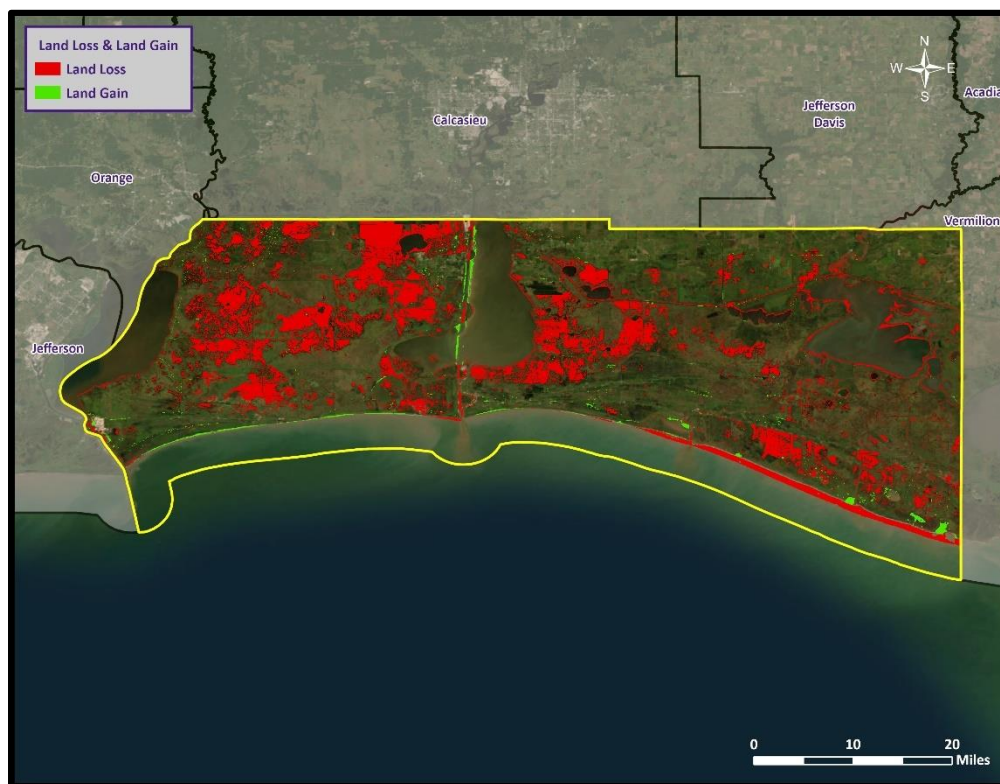 Land Loss & Land Gain
Land Loss
Land Gain
N
W E
S
Acadia
Calcasieu
Jefferson
Davis
Orange
Vermilion
Jefferson
0 10 20
Miles